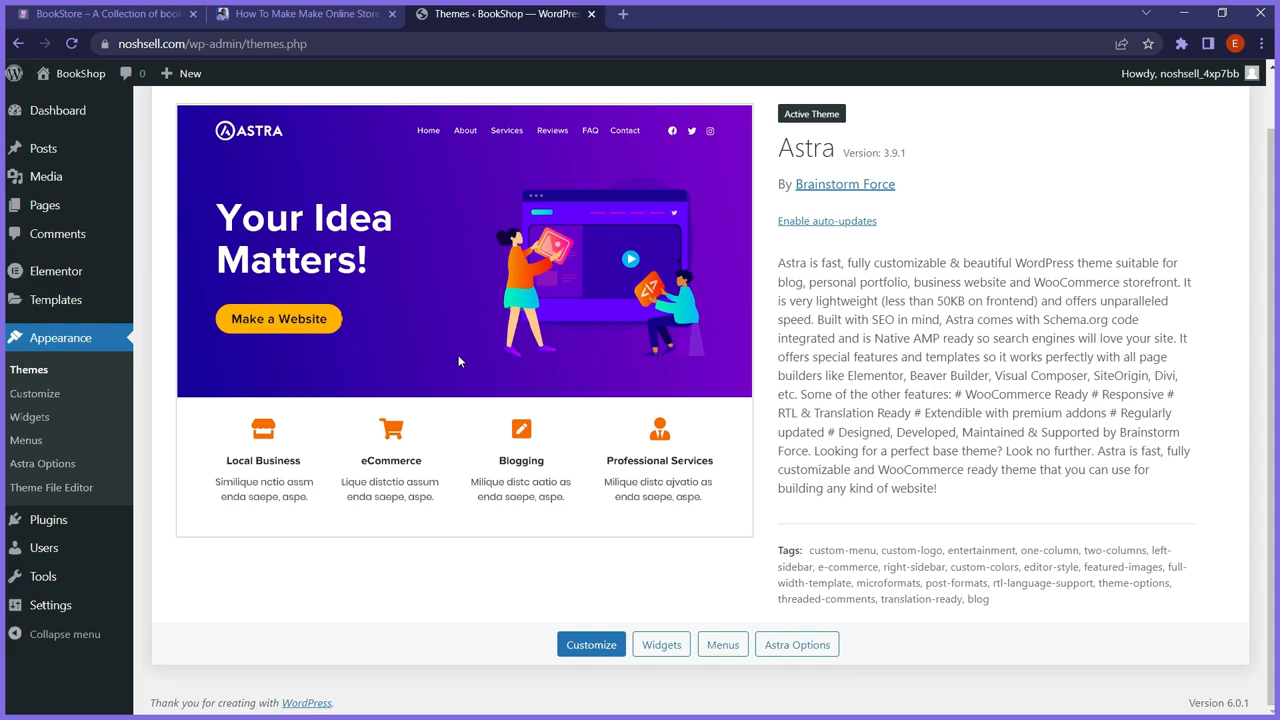 BookStore – A Collection of book
How To Make Make Online Store
Themes ‹ BookShop — WordPres
noshsell.com/wp-admin/themes.php
E
BookShop
0
New
Howdy, noshsell_4xp7bb
Dashboard
Posts
Media
Pages
Comments
Elementor
Templates
Appearance
Themes
Customize
Widgets
Menus
Astra Options
Theme File Editor
Plugins
Users
Tools
Settings
Collapse menu
ASTRA
Home About Services Reviews FAQ Contact
Your Idea
Matters!
Make a Website
Local Business
Similique nctio assm
enda saepe, aspe.
eCommerce
Lique distctio assum
enda saepe, aspe.
Blogging
Milique distc aatio as
enda saepe, aspe.
Professional Services
Milique distc ajvatio as
enda saepe, aspe.
Active Theme
Astra Version: 3.9.1
By Brainstorm Force
Enable auto-updates
Astra is fast, fully customizable & beautiful WordPress theme suitable for
blog, personal portfolio, business website and WooCommerce storefront. It
is very lightweight (less than 50KB on frontend) and offers unparalleled
speed. Built with SEO in mind, Astra comes with Schema.org code
integrated and is Native AMP ready so search engines will love your site. It
offers special features and templates so it works perfectly with all page
builders like Elementor, Beaver Builder, Visual Composer, SiteOrigin, Divi,
etc. Some of the other features: # WooCommerce Ready # Responsive #
RTL & Translation Ready # Extendible with premium addons # Regularly
updated # Designed, Developed, Maintained & Supported by Brainstorm
Force. Looking for a perfect base theme? Look no further. Astra is fast, fully
customizable and WooCommerce ready theme that you can use for
building any kind of website!
Tags: custom-menu, custom-logo, entertainment, one-column, two-columns, left-
sidebar, e-commerce, right-sidebar, custom-colors, editor-style, featured-images, full-
width-template, microformats, post-formats, rtl-language-support, theme-options,
threaded-comments, translation-ready, blog
Customize
Widgets
Menus
Astra Options
Thank you for creating with WordPress.
Version 6.0.1